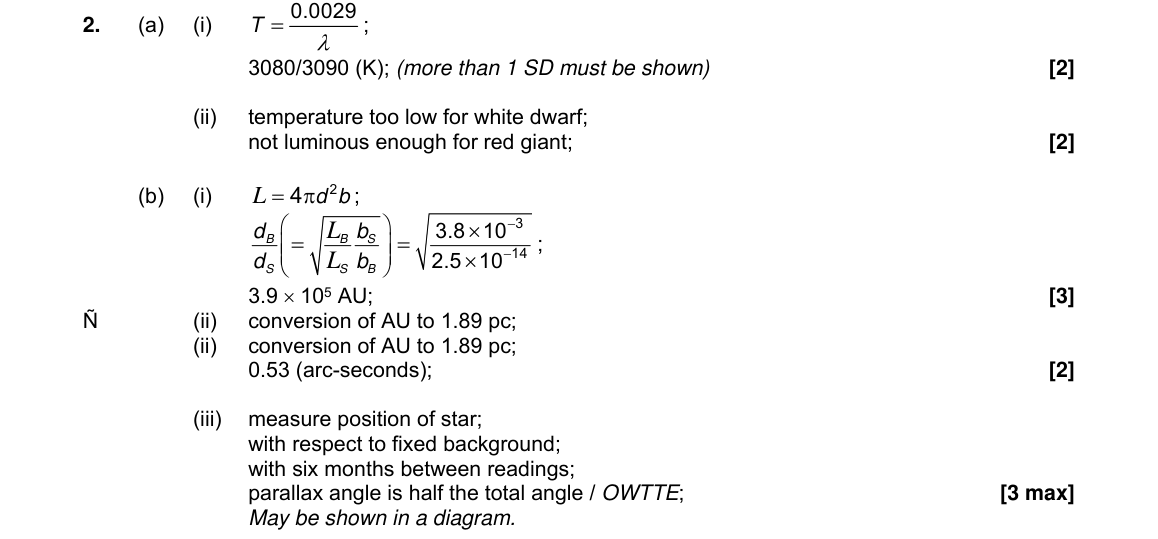 2. (a) (i) T = 0.0029 / λ ;
3080/3090 (K); (more than 1 SD must be shown) [2]
(ii) temperature too low for white dwarf;
not luminous enough for red giant; [2]
(b) (i) L = 4πd²b ;
d_B / d_S ( = √(L_B b_S / L_S b_B) ) = √(3.8 × 10⁻³ / 2.5 × 10⁻¹⁴) ;
3.9 × 10⁵ AU; [3]
Ñ (ii) conversion of AU to 1.89 pc;
(ii) conversion of AU to 1.89 pc;
0.53 (arc-seconds); [2]
(iii) measure position of star;
with respect to fixed background;
with six months between readings;
parallax angle is half the total angle / OWTTE; [3 max]
May be shown in a diagram.